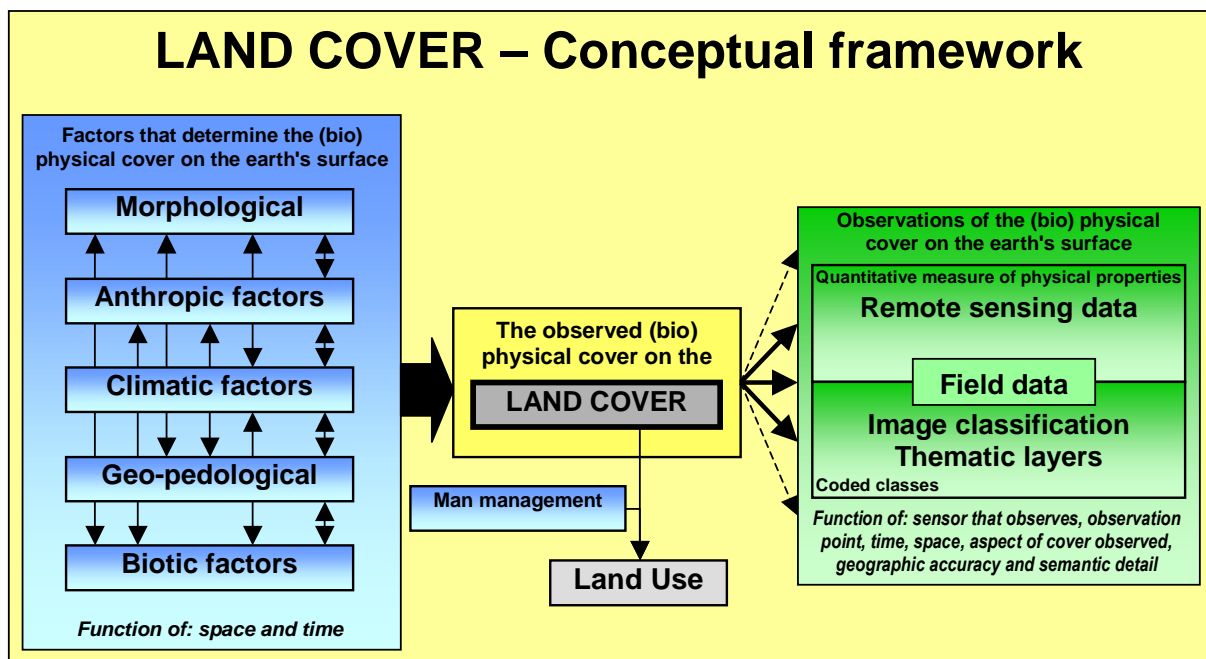 LAND COVER – Conceptual framework
Factors that determine the (bio)
physical cover on the earth's surface
Morphological
Anthropic factors
Climatic factors
Geo-pedological
Biotic factors
Function of: space and time
The observed (bio)
physical cover on the
LAND COVER
Man management
Land Use
Observations of the (bio) physical
cover on the earth's surface
Quantitative measure of physical properties
Remote sensing data
Field data
Image classification
Thematic layers
Coded classes
Function of: sensor that observes, observation
point, time, space, aspect of cover observed,
geographic accuracy and semantic detail